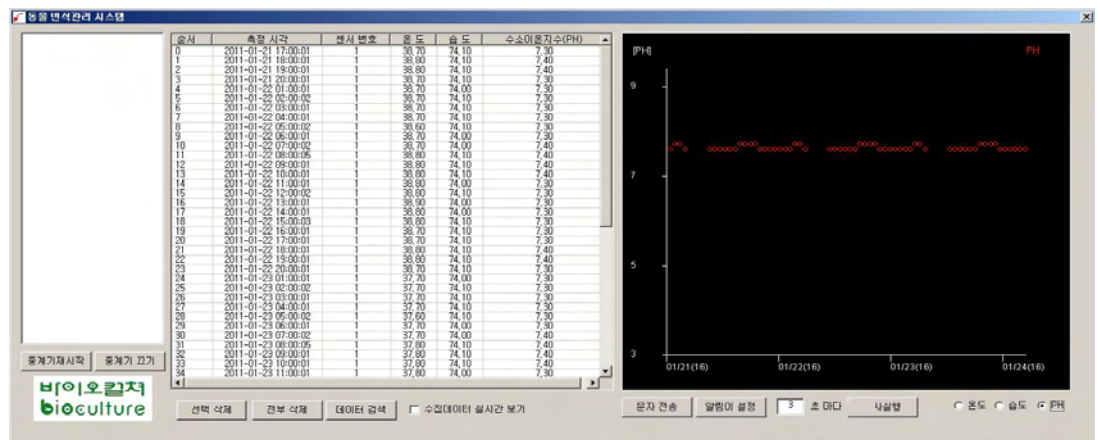 동물 번식관리 시스템
순서 측정 시각 센서 번호 온 도 습 도 수소이온지수(PH)
0 2011-01-21 17:00:01 1 38,70 74,10 7,30
1 2011-01-21 18:00:01 1 38,80 74,10 7,40
2 2011-01-21 19:00:01 1 38,80 74,10 7,40
3 2011-01-21 20:00:01 1 38,70 74,10 7,30
4 2011-01-22 01:00:01 1 38,70 74,00 7,30
5 2011-01-22 02:00:02 1 38,70 74,10 7,30
6 2011-01-22 03:00:01 1 38,70 74,10 7,30
7 2011-01-22 04:00:01 1 38,70 74,10 7,30
8 2011-01-22 05:00:02 1 38,60 74,10 7,30
9 2011-01-22 06:00:01 1 38,70 74,00 7,30
10 2011-01-22 07:00:02 1 38,70 74,00 7,40
11 2011-01-22 08:00:05 1 38,80 74,10 7,40
12 2011-01-22 09:00:01 1 38,80 74,10 7,40
13 2011-01-22 10:00:01 1 38,80 74,10 7,40
14 2011-01-22 11:00:01 1 38,80 74,00 7,30
15 2011-01-22 12:00:02 1 38,80 74,10 7,30
16 2011-01-22 13:00:01 1 38,90 74,00 7,30
17 2011-01-22 14:00:01 1 38,80 74,00 7,30
18 2011-01-22 15:00:03 1 38,80 74,10 7,30
19 2011-01-22 16:00:01 1 38,70 74,10 7,30
20 2011-01-22 17:00:01 1 38,70 74,10 7,30
21 2011-01-22 18:00:01 1 38,80 74,10 7,40
22 2011-01-22 19:00:01 1 38,80 74,10 7,40
23 2011-01-22 20:00:01 1 38,70 74,10 7,30
24 2011-01-23 01:00:01 1 37,70 74,00 7,30
25 2011-01-23 02:00:02 1 37,70 74,10 7,30
26 2011-01-23 03:00:01 1 37,70 74,10 7,30
27 2011-01-23 04:00:01 1 37,70 74,10 7,30
28 2011-01-23 05:00:02 1 37,60 74,10 7,30
29 2011-01-23 06:00:01 1 37,70 74,00 7,30
30 2011-01-23 07:00:02 1 37,70 74,00 7,40
31 2011-01-23 08:00:05 1 37,80 74,10 7,40
32 2011-01-23 09:00:01 1 37,80 74,10 7,40
33 2011-01-23 10:00:01 1 37,80 74,10 7,40
34 2011-01-23 11:00:01 1 37,80 74,00 7,30
[PH] PH
9
7
5
3
01/21(16) 01/22(16) 01/23(16) 01/24(16)
중계기재시작 중계기 끄기
바이오컬처
bioculture
선택 삭제 전부 삭제 데이터 검색 수집데이터 실시간 보기
문자 전송 알람이 설정 3 초 마다 나실행 온도 습도 PH